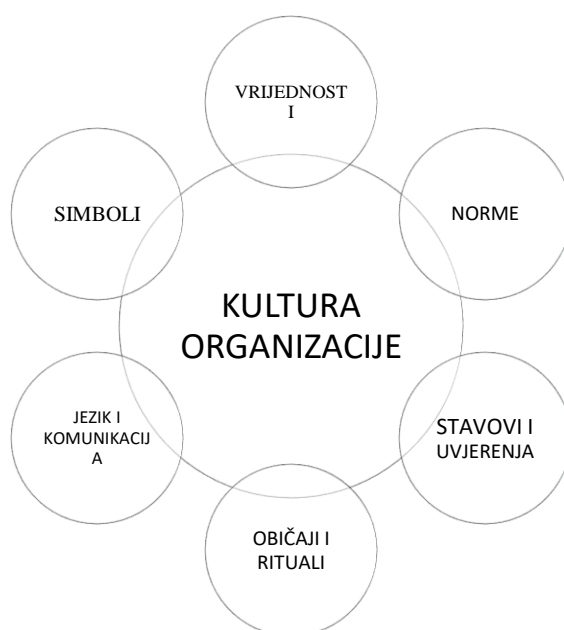 VRIJEDNOST
I
SIMBOLI
NORME
KULTURA
ORGANIZACIJE
JEZIK I
KOMUNIKACIJ
A
STAVOVI I
UVJERENJA
OBIČAJI I
RITUALI